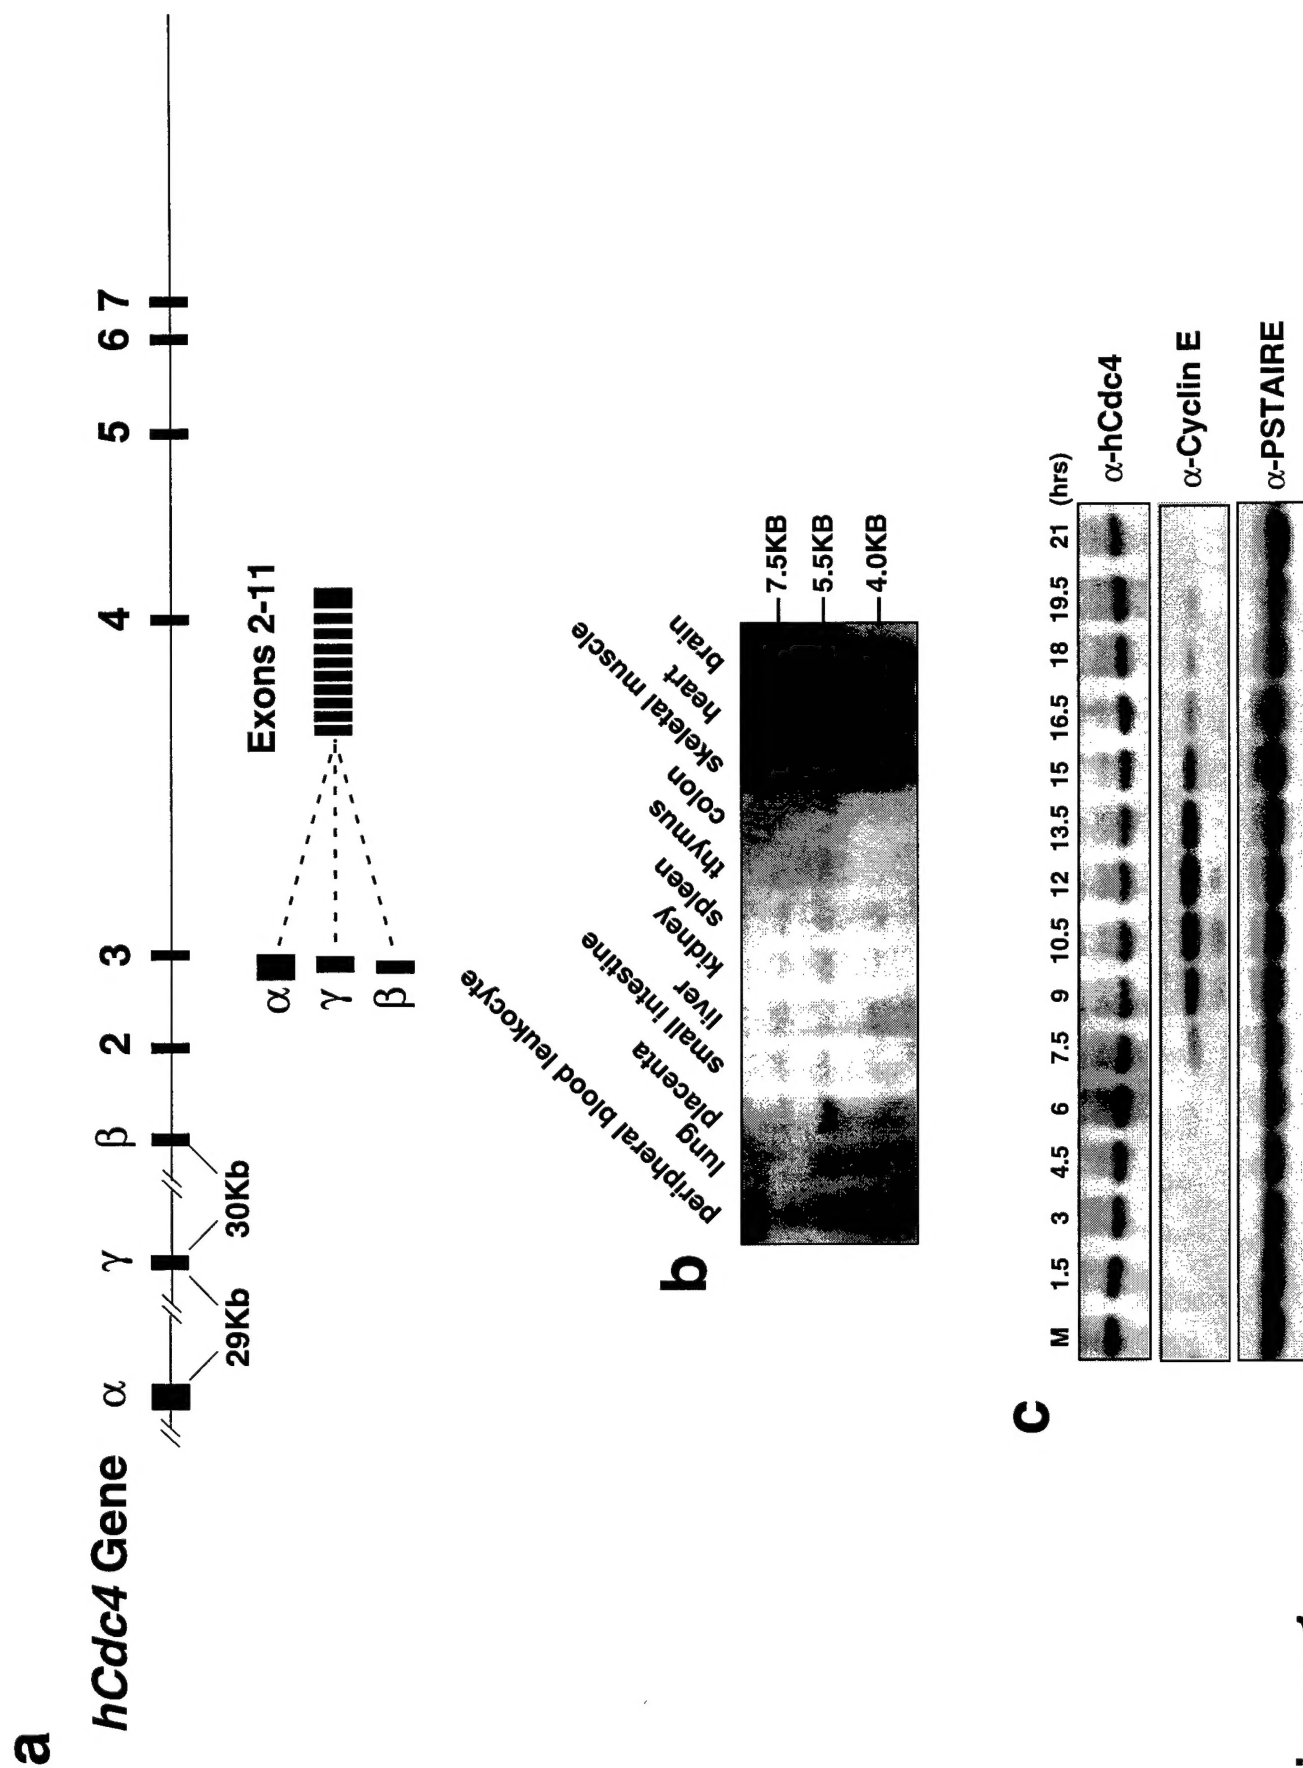 a
hCdc4 Gene
α γ β 2 3 4 5 6 7
29Kb 30Kb
Exons 2-11
α
γ
β
b
peripheral blood leukocyte
lung
placenta
small intestine
liver
kidney
spleen
thymus
colon
skeletal muscle
heart
brain
7.5KB
5.5KB
4.0KB
c
M 1.5 3 4.5 6 7.5 9 10.5 12 13.5 15 16.5 18 19.5 21 (hrs)
α-hCdc4
α-Cyclin E
α-PSTAIRE